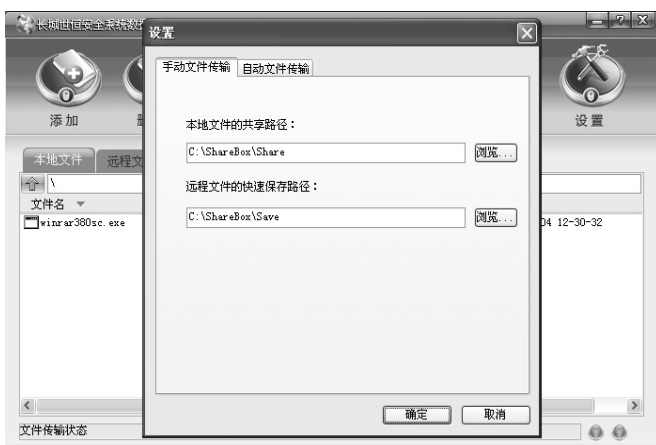 长城世恒安全系统数据
设置
手动文件传输 自动文件传输
添加
设置
本地文件的共享路径：
C:\ShareBox\Share 浏览...
本地文件 远程文
\
远程文件的快速保存路径：
文件名
C:\ShareBox\Save 浏览...
winrar380sc.exe
04 12-30-32
确定 取消
文件传输状态